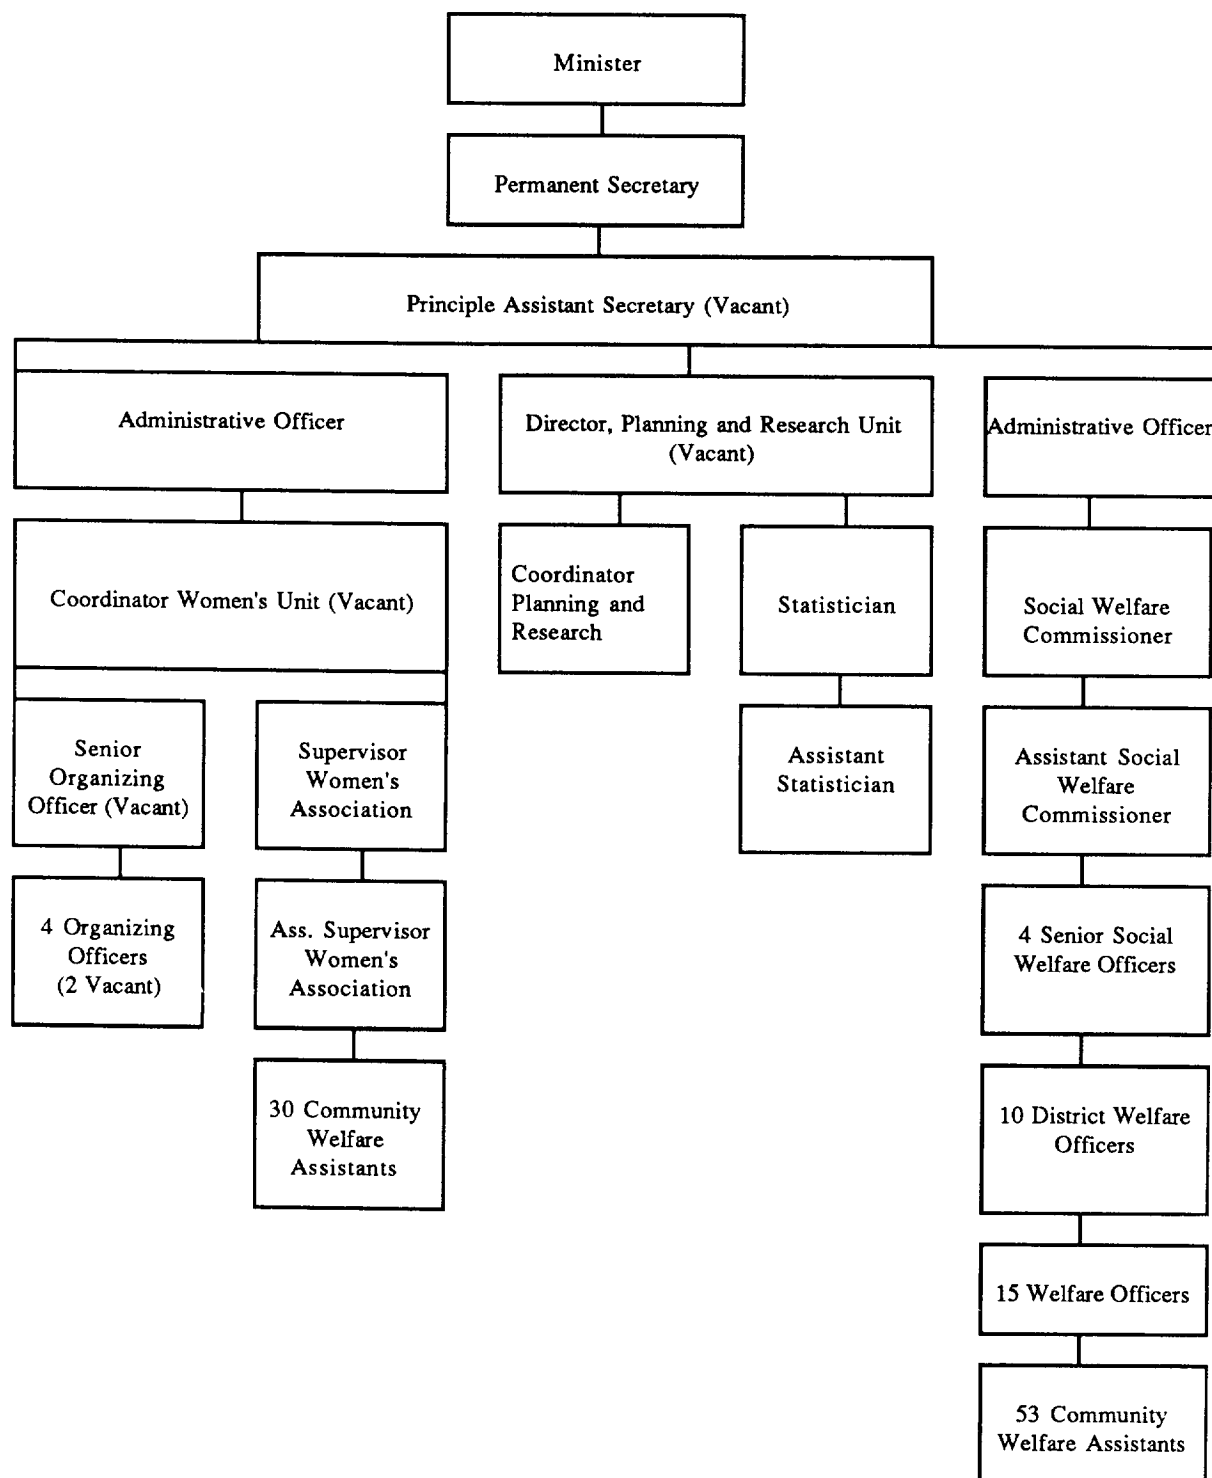 Minister
Permanent Secretary
Principle Assistant Secretary (Vacant)
Administrative Officer
Director, Planning and Research Unit
(Vacant)
Administrative Officer
Coordinator Women's Unit (Vacant)
Coordinator
Planning and
Research
Statistician
Social Welfare
Commissioner
Senior
Organizing
Officer (Vacant)
Supervisor
Women's
Association
Assistant
Statistician
Assistant Social
Welfare
Commissioner
4 Organizing
Officers
(2 Vacant)
Ass. Supervisor
Women's
Association
4 Senior Social
Welfare Officers
30 Community
Welfare
Assistants
10 District Welfare
Officers
15 Welfare Officers
53 Community
Welfare Assistants